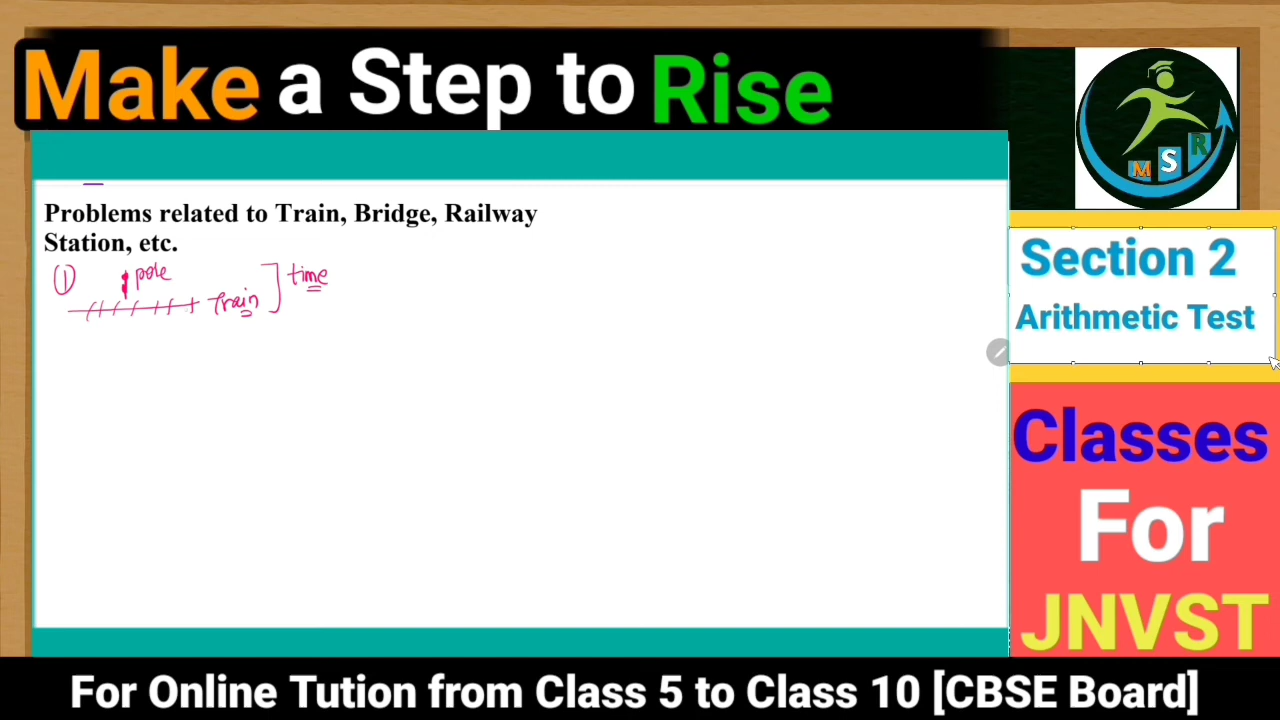 Make a Step to Rise
M S R
Problems related to Train, Bridge, Railway
Station, etc.
① pole
Train
time
Section 2
Arithmetic Test
Classes
For
JNVST
For Online Tution from Class 5 to Class 10 [CBSE Board]